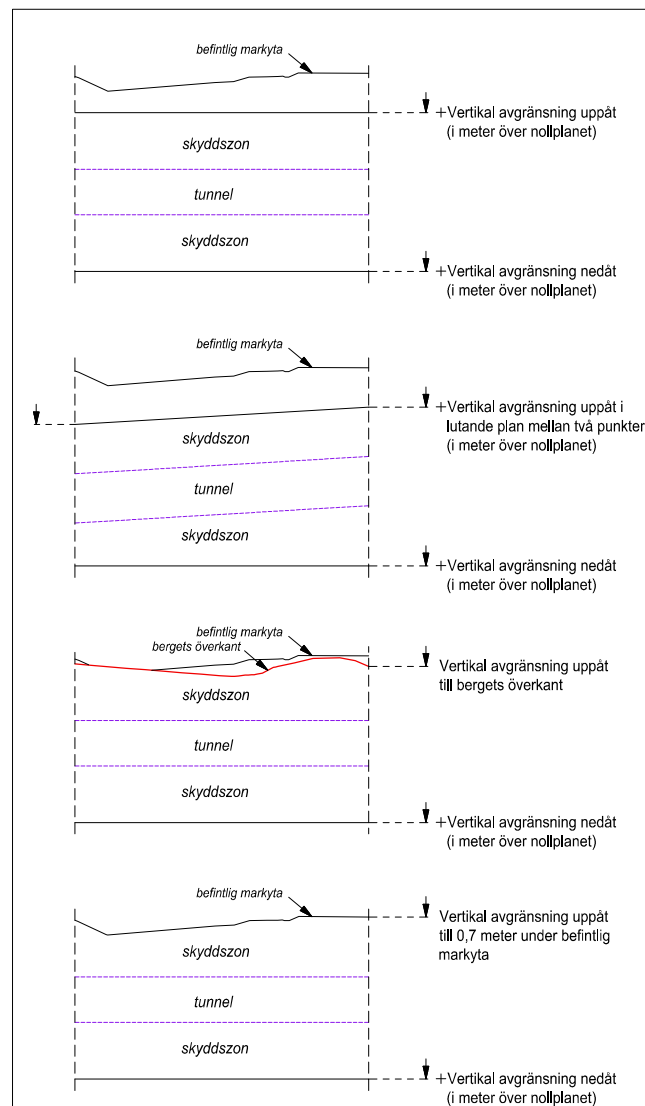 befintlig markyta
+Vertikal avgränsning uppåt
(i meter över nollplanet)
skyddszon
tunnel
skyddszon
+Vertikal avgränsning nedåt
(i meter över nollplanet)
befintlig markyta
+Vertikal avgränsning uppåt i
lutande plan mellan två punkter
(i meter över nollplanet)
skyddszon
tunnel
skyddszon
+Vertikal avgränsning nedåt
(i meter över nollplanet)
befintlig markyta
bergets överkant
Vertikal avgränsning uppåt
till bergets överkant
skyddszon
tunnel
skyddszon
+Vertikal avgränsning nedåt
(i meter över nollplanet)
befintlig markyta
Vertikal avgränsning uppåt
till 0,7 meter under befintlig
markyta
skyddszon
tunnel
skyddszon
+Vertikal avgränsning nedåt
(i meter över nollplanet)